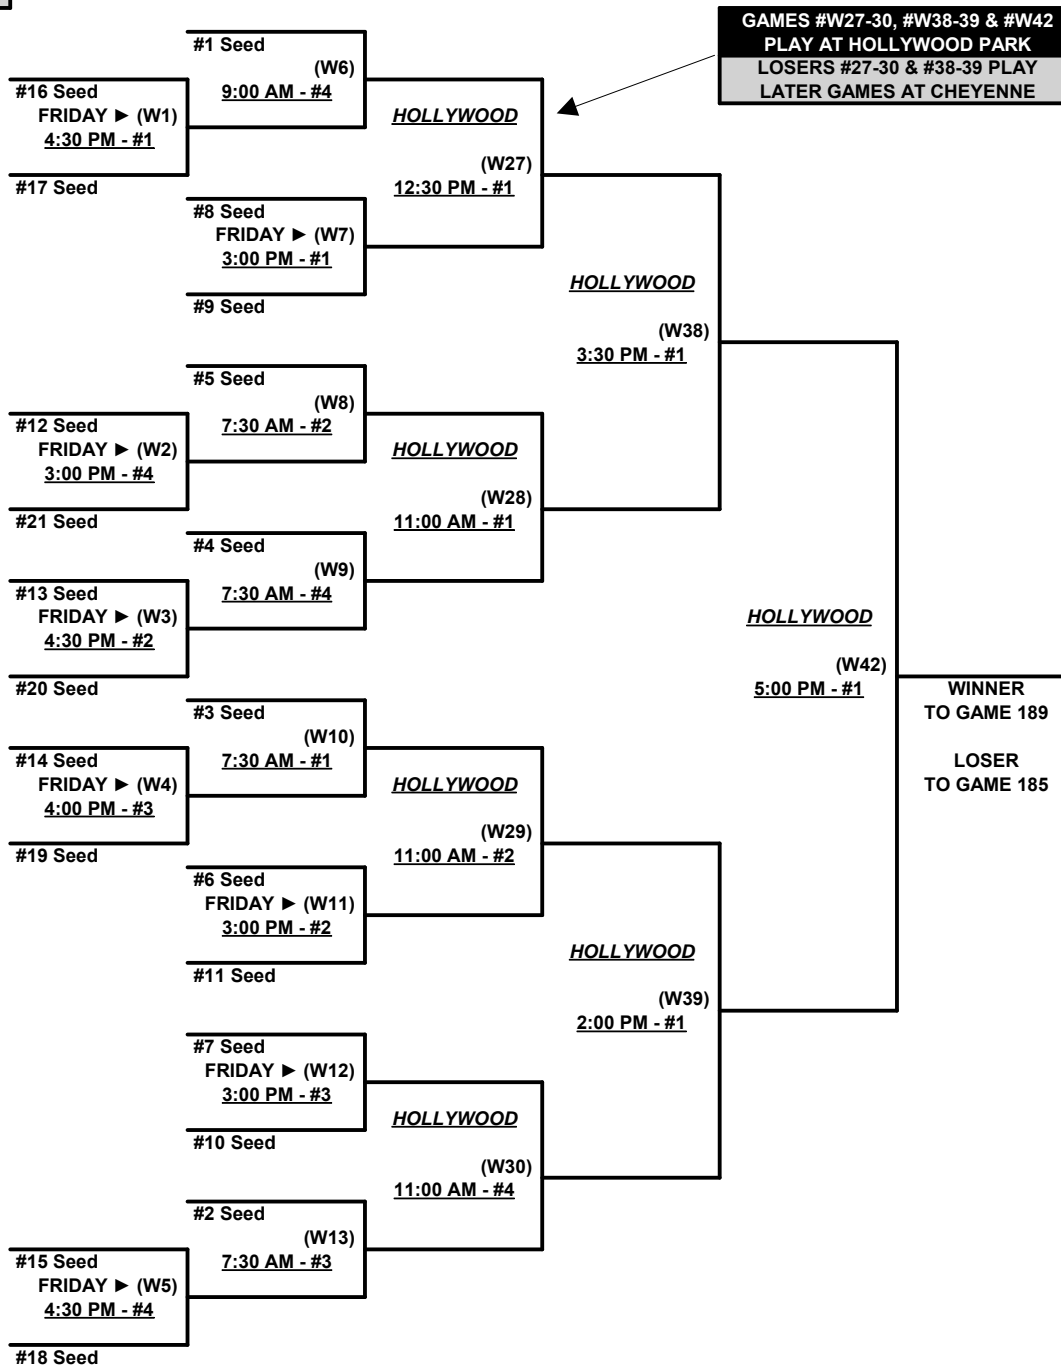 GAMES #W27-30, #W38-39 & #W42
PLAY AT HOLLYWOOD PARK
LOSERS #27-30 & #38-39 PLAY
LATER GAMES AT CHEYENNE
#1 Seed
(W6)
9:00 AM - #4
#16 Seed
FRIDAY ► (W1)
4:30 PM - #1
#17 Seed
HOLLYWOOD
(W27)
12:30 PM - #1
#8 Seed
FRIDAY ► (W7)
3:00 PM - #1
#9 Seed
HOLLYWOOD
(W38)
3:30 PM - #1
#5 Seed
(W8)
7:30 AM - #2
#12 Seed
FRIDAY ► (W2)
3:00 PM - #4
#21 Seed
HOLLYWOOD
(W28)
11:00 AM - #1
#4 Seed
(W9)
7:30 AM - #4
#13 Seed
FRIDAY ► (W3)
4:30 PM - #2
#20 Seed
HOLLYWOOD
(W42)
5:00 PM - #1
WINNER
TO GAME 189
LOSER
TO GAME 185
#3 Seed
(W10)
7:30 AM - #1
#14 Seed
FRIDAY ► (W4)
4:00 PM - #3
#19 Seed
HOLLYWOOD
(W29)
11:00 AM - #2
#6 Seed
FRIDAY ► (W11)
3:00 PM - #2
#11 Seed
HOLLYWOOD
(W39)
2:00 PM - #1
#7 Seed
FRIDAY ► (W12)
3:00 PM - #3
#10 Seed
HOLLYWOOD
(W30)
11:00 AM - #4
#2 Seed
(W13)
7:30 AM - #3
#15 Seed
FRIDAY ► (W5)
4:30 PM - #4
#18 Seed